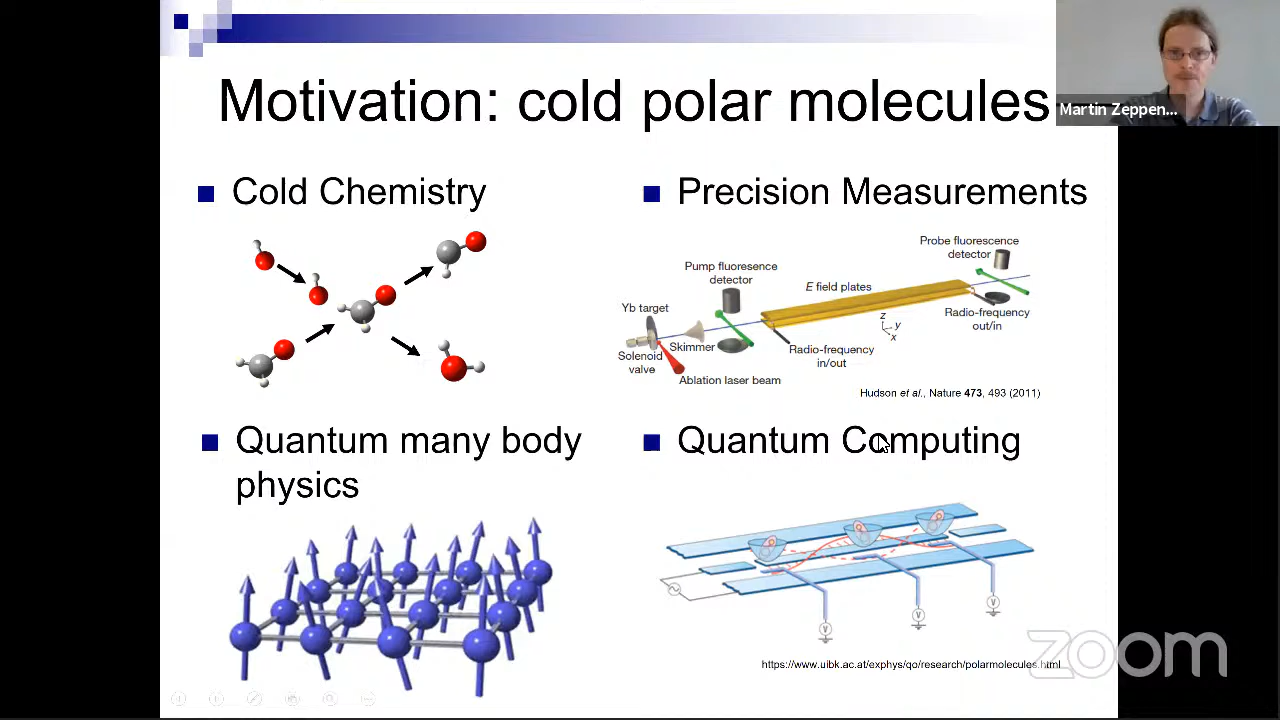 Motivation: cold polar molecules
Martin Zeppen...
Cold Chemistry
Precision Measurements
Probe fluorescence
detector
Pump fluoresence
detector
E field plates
Yb target
Radio-frequency
out/in
z
y
x
Skimmer
Solenoid
valve
Radio-frequency
in/out
Ablation laser beam
Hudson et al., Nature 473, 493 (2011)
Quantum many body
physics
Quantum Computing
V
V
V
https://www.uibk.ac.at/exphys/qo/research/polarmolecules.html
zoom